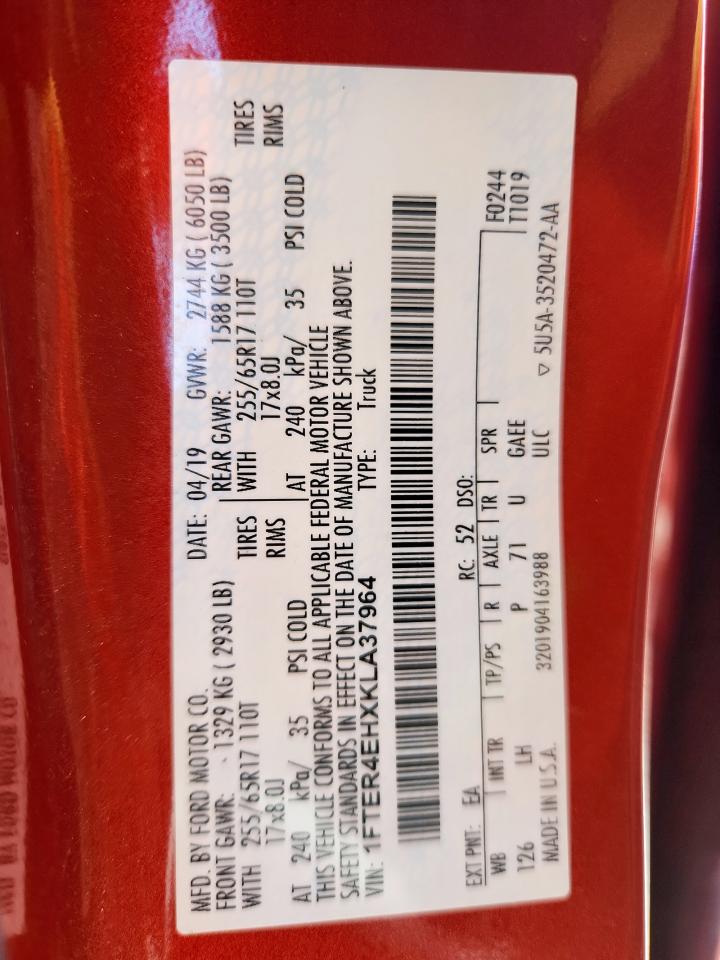 MFD. BY FORD MOTOR CO.
DATE: 04/19 GVWR: 2744 KG ( 6050 LB)
FRONT GAWR: 1329 KG ( 2930 LB) REAR GAWR: 1588 KG ( 3500 LB)
WITH 255/65R17 110T TIRES WITH 255/65R17 110T TIRES
17x8.0J RIMS 17x8.0J RIMS
AT 240 kPa/ 35 PSI COLD AT 240 kPa/ 35 PSI COLD
THIS VEHICLE CONFORMS TO ALL APPLICABLE FEDERAL MOTOR VEHICLE
SAFETY STANDARDS IN EFFECT ON THE DATE OF MANUFACTURE SHOWN ABOVE.
VIN: 1FTER4EHXKLA37964 TYPE: Truck
EXT PNT: EA RC: 52 DSO:
WB INT TR TP/PS R AXLE TR SPR F0244
126 LH P 71 U GAEE T1019
MADE IN U.S.A. 3201904163988 ULC ▽ 5U5A-3520472-AA